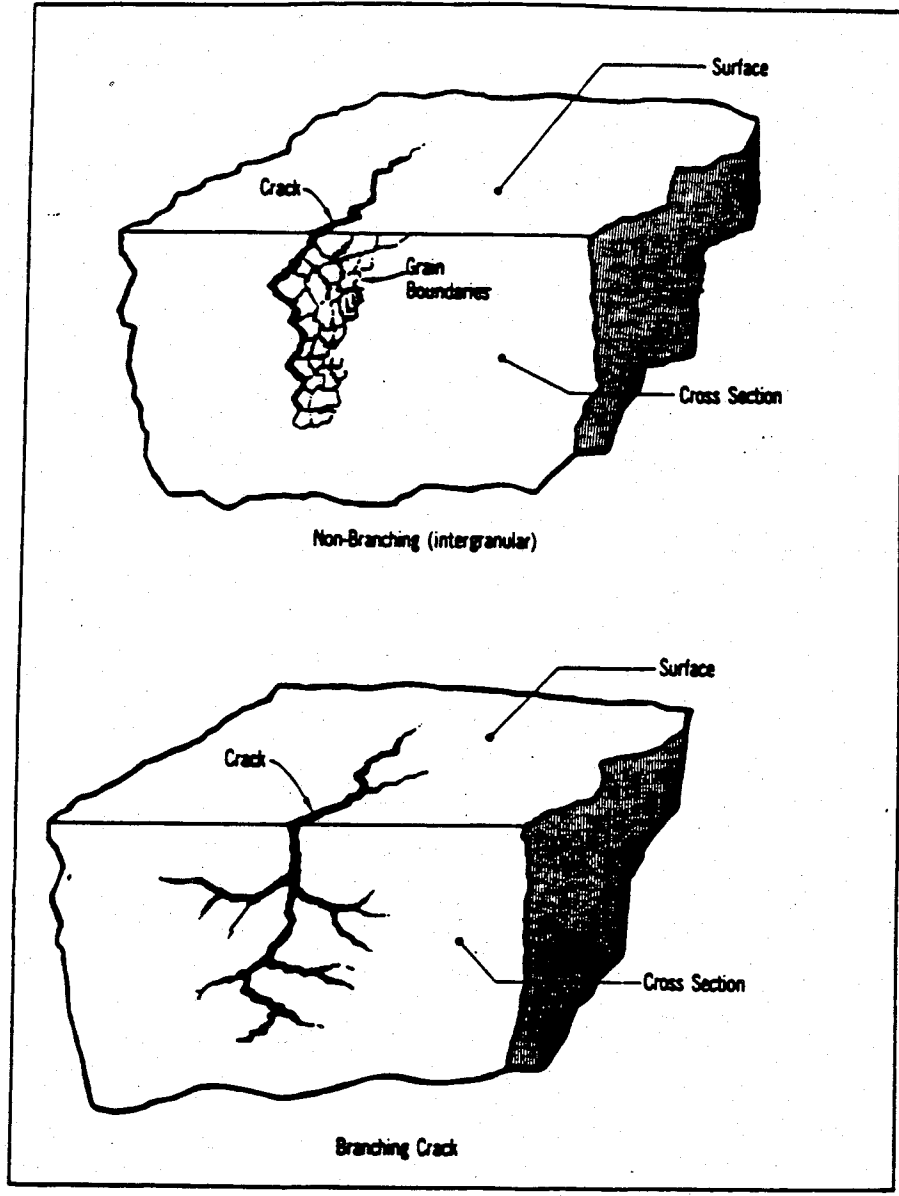 Surface
Crack
Grain
Boundaries
Cross Section
Non-Branching (intergranular)
Surface
Crack
Cross Section
Branching Crack